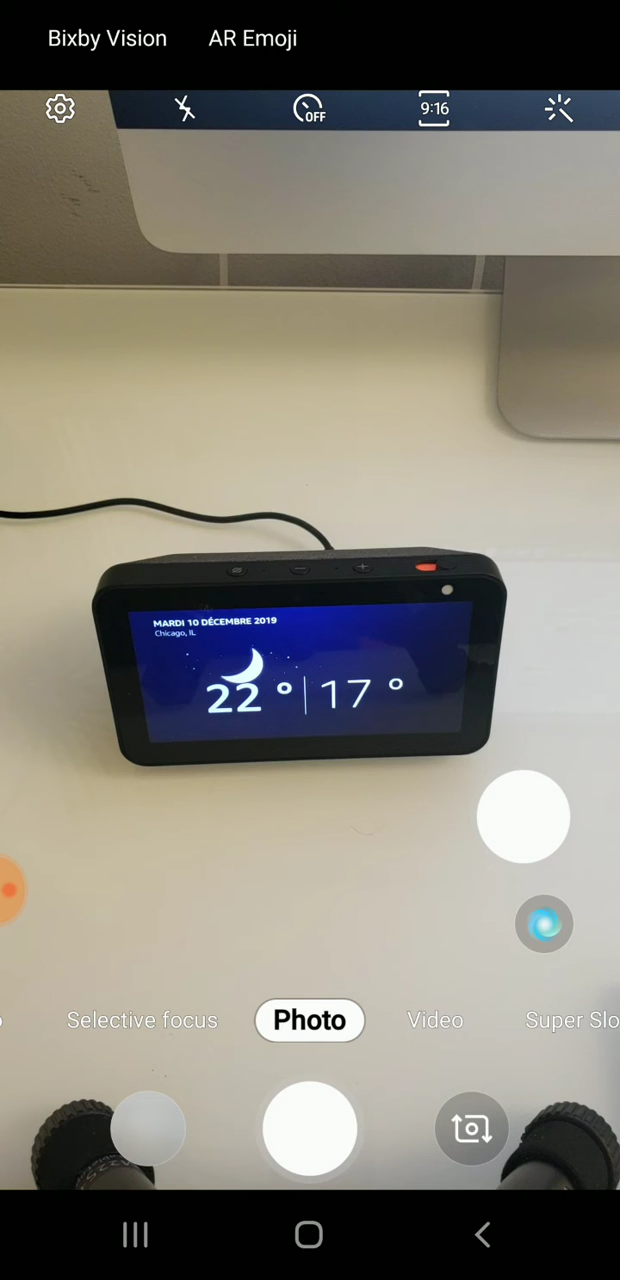 Bixby Vision AR Emoji
OFF 9:16
MARDI 10 DÉCEMBRE 2019
Chicago, IL
22° | 17°
Selective focus Photo Video Super Slo